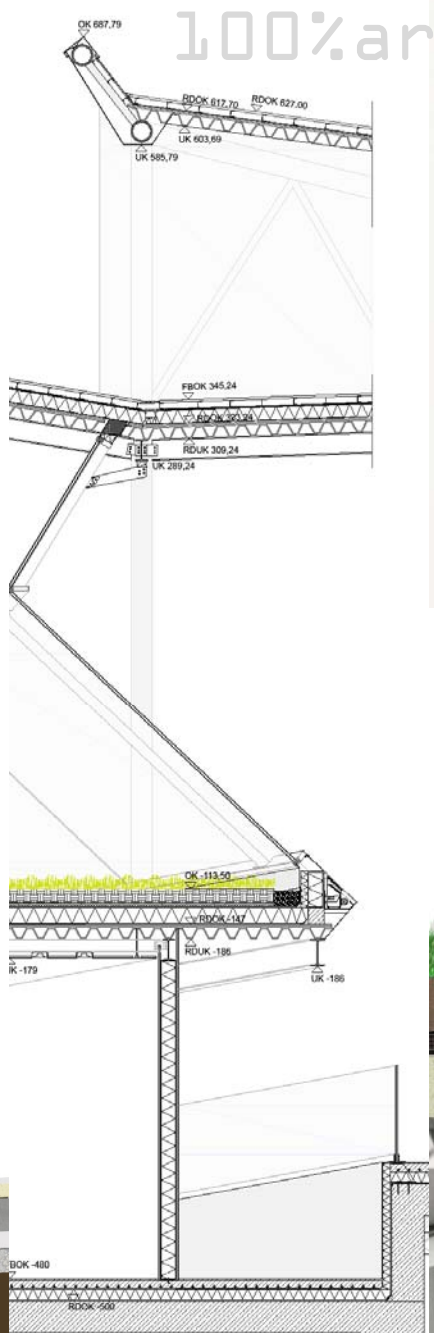 100%ar
OK 687,79
RDOK 617,70
RDOK 627.00
UK 603,69
UK 585,79
FBOK 345,24
RDUK 309,24
UK 289,24
OK -113,50
RDOK -147
RDUK -186
UK -186
K -179
BOK -480
RDOK -500